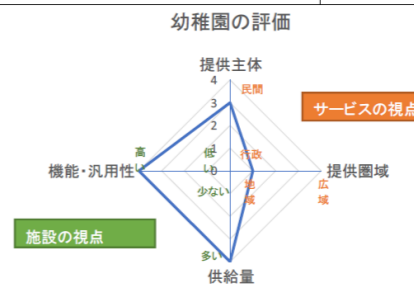 幼稚園の評価
提供主体
4
民間
サービスの視点
3
2
高い
低い
1
行政
機能・汎用性
0
地域
提供圏域
広域
少ない
施設の視点
多い
供給量